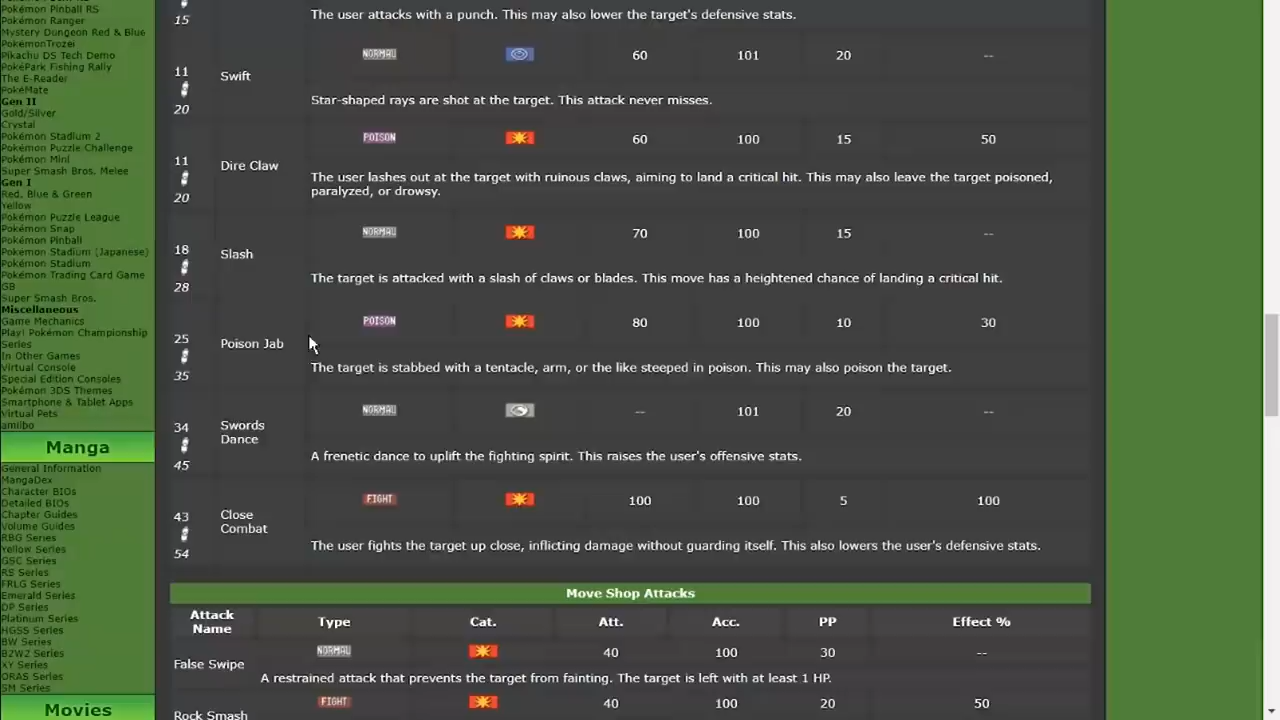 Pokémon Pinball RS
Pokémon Ranger
Mystery Dungeon Red & Blue
PokémonTrozei
Pikachu DS Tech Demo
PokéPark Fishing Rally
The E-Reader
PokéMate
Gen II
Gold/Silver
Crystal
Pokémon Stadium 2
Pokémon Puzzle Challenge
Pokémon Mini
Super Smash Bros. Melee
Gen I
Red, Blue & Green
Yellow
Pokémon Puzzle League
Pokémon Snap
Pokémon Pinball
Pokémon Stadium (Japanese)
Pokémon Stadium
Pokémon Trading Card Game
GB
Super Smash Bros.
Miscellaneous
Game Mechanics
Play! Pokémon Championship
Series
In Other Games
Virtual Console
Special Edition Consoles
Pokémon 3DS Themes
Smartphone & Tablet Apps
Virtual Pets
amiibo
Manga
General Information
MangaDex
Character BIOs
Detailed BIOs
Chapter Guides
Volume Guides
RBG Series
Yellow Series
GSC Series
RS Series
FRLG Series
Emerald Series
DP Series
Platinum Series
HGSS Series
BW Series
B2W2 Series
XY Series
ORAS Series
SM Series
Movies
15
The user attacks with a punch. This may also lower the target's defensive stats.
11
20
Swift
NORMAL 60 101 20 --
Star-shaped rays are shot at the target. This attack never misses.
11
20
Dire Claw
POISON 60 100 15 50
The user lashes out at the target with ruinous claws, aiming to land a critical hit. This may also leave the target poisoned,
paralyzed, or drowsy.
18
28
Slash
NORMAL 70 100 15 --
The target is attacked with a slash of claws or blades. This move has a heightened chance of landing a critical hit.
25
35
Poison Jab
POISON 80 100 10 30
The target is stabbed with a tentacle, arm, or the like steeped in poison. This may also poison the target.
34
45
Swords
Dance
NORMAL -- 101 20 --
A frenetic dance to uplift the fighting spirit. This raises the user's offensive stats.
43
54
Close
Combat
FIGHT 100 100 5 100
The user fights the target up close, inflicting damage without guarding itself. This also lowers the user's defensive stats.
Move Shop Attacks
Attack
Name
Type Cat. Att. Acc. PP Effect %
False Swipe
NORMAL 40 100 30 --
A restrained attack that prevents the target from fainting. The target is left with at least 1 HP.
Rock Smash
FIGHT 40 100 20 50